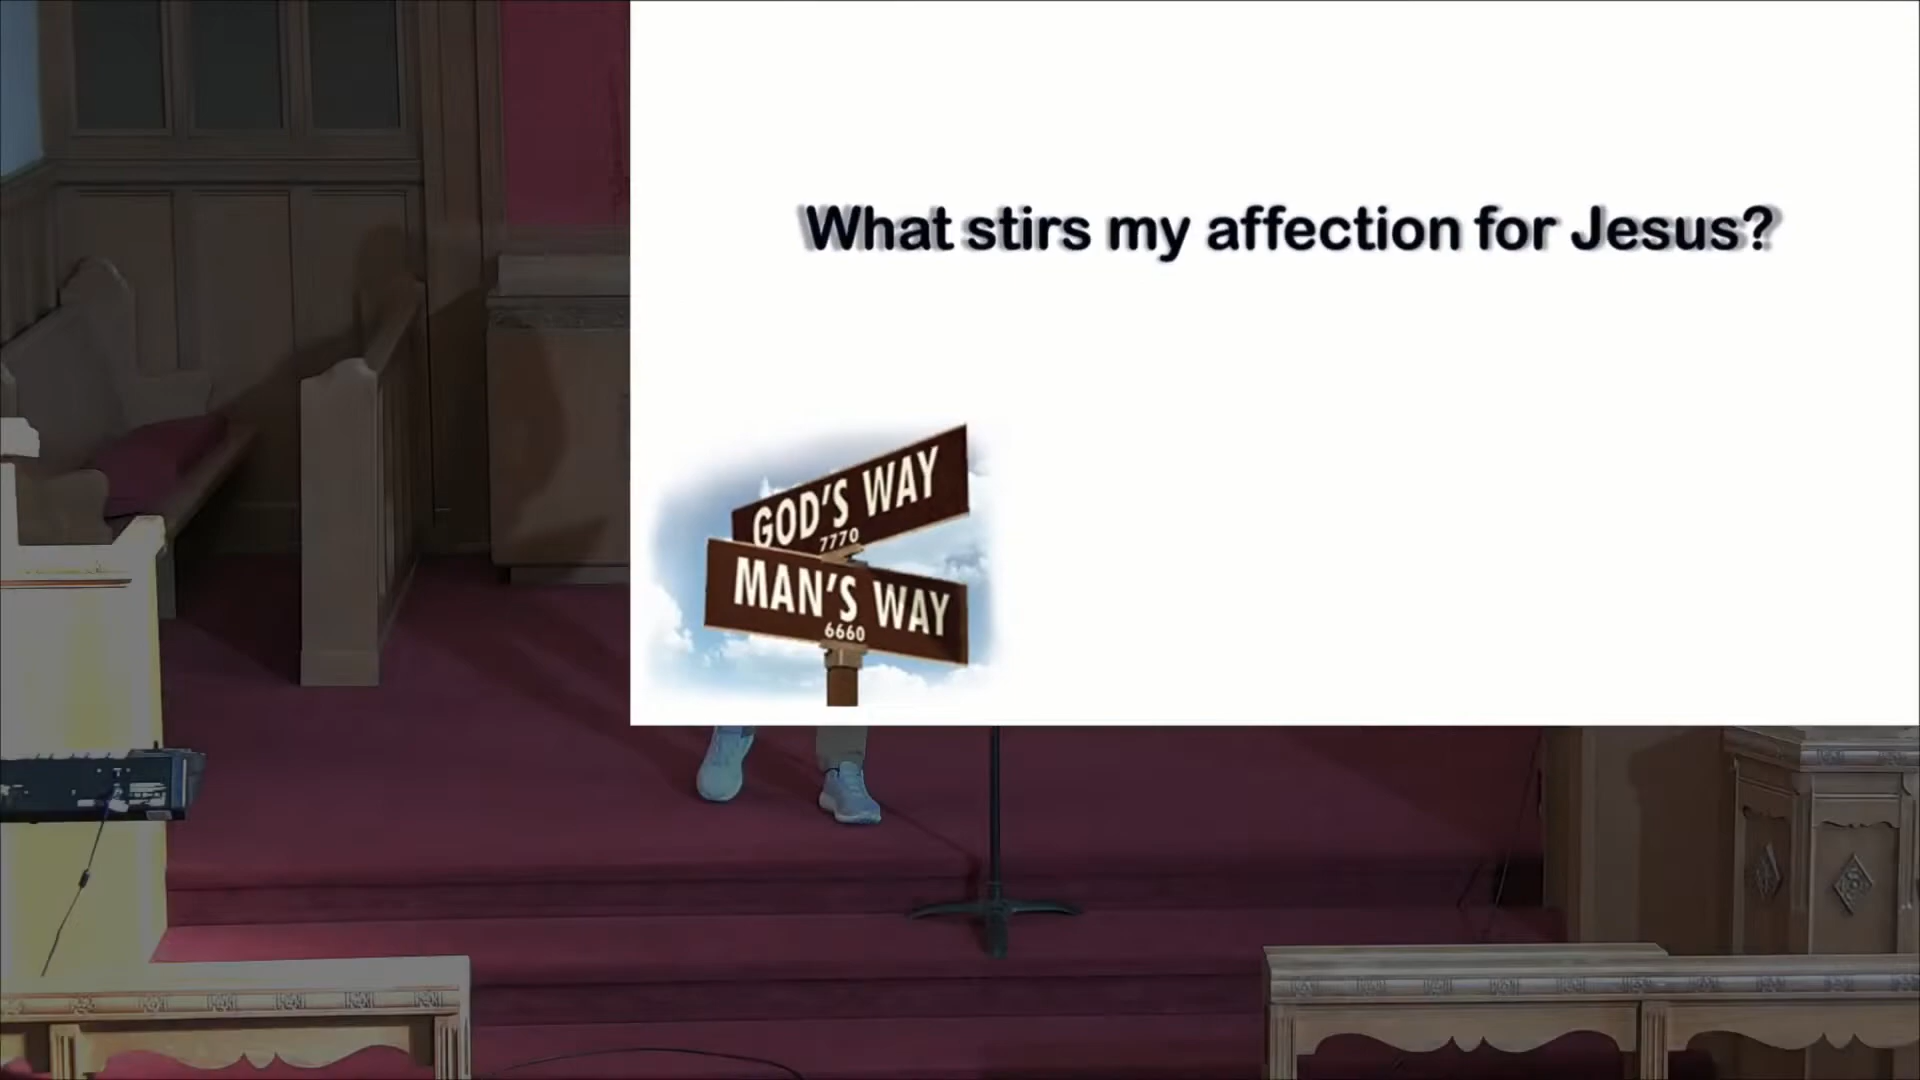 What stirs my affection for Jesus?
GOD'S WAY
7770
MAN'S WAY
6660